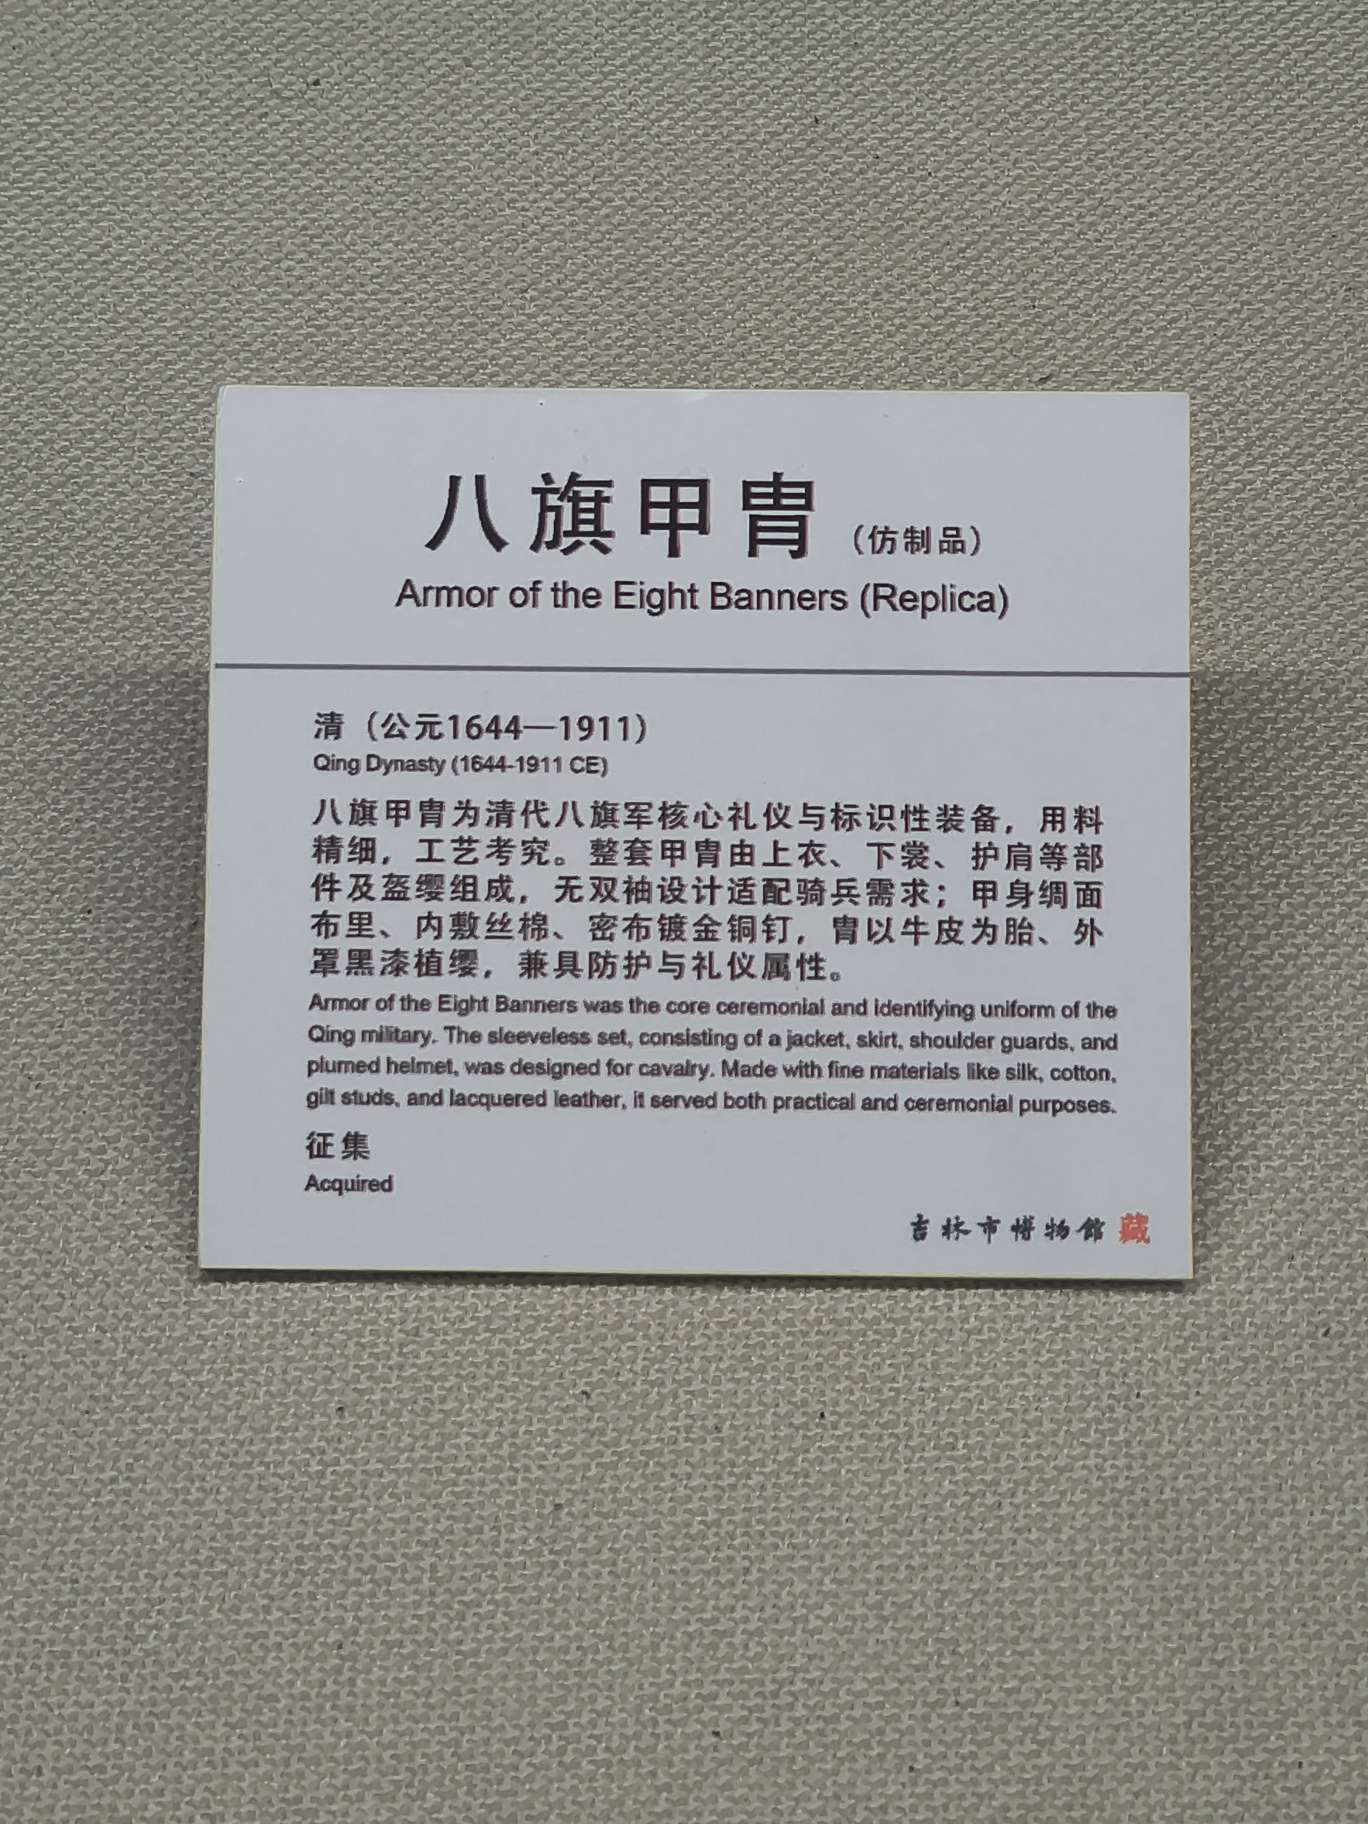 八旗甲胄（仿制品）
Armor of the Eight Banners (Replica)
清（公元1644—1911）
Qing Dynasty (1644-1911 CE)
八旗甲胄为清代八旗军核心礼仪与标识性装备，用料
精细，工艺考究。整套甲胄由上衣、下裳、护肩等部
件及盔缨组成，无双袖设计适配骑兵需求；甲身绸面
布里、内敷丝棉、密布镀金铜钉，胄以牛皮为胎、外
罩黑漆植缨，兼具防护与礼仪属性。
Armor of the Eight Banners was the core ceremonial and identifying uniform of the
Qing military. The sleeveless set, consisting of a jacket, skirt, shoulder guards, and
plumed helmet, was designed for cavalry. Made with fine materials like silk, cotton,
gilt studs, and lacquered leather, it served both practical and ceremonial purposes.
征集
Acquired
吉林市博物館 藏